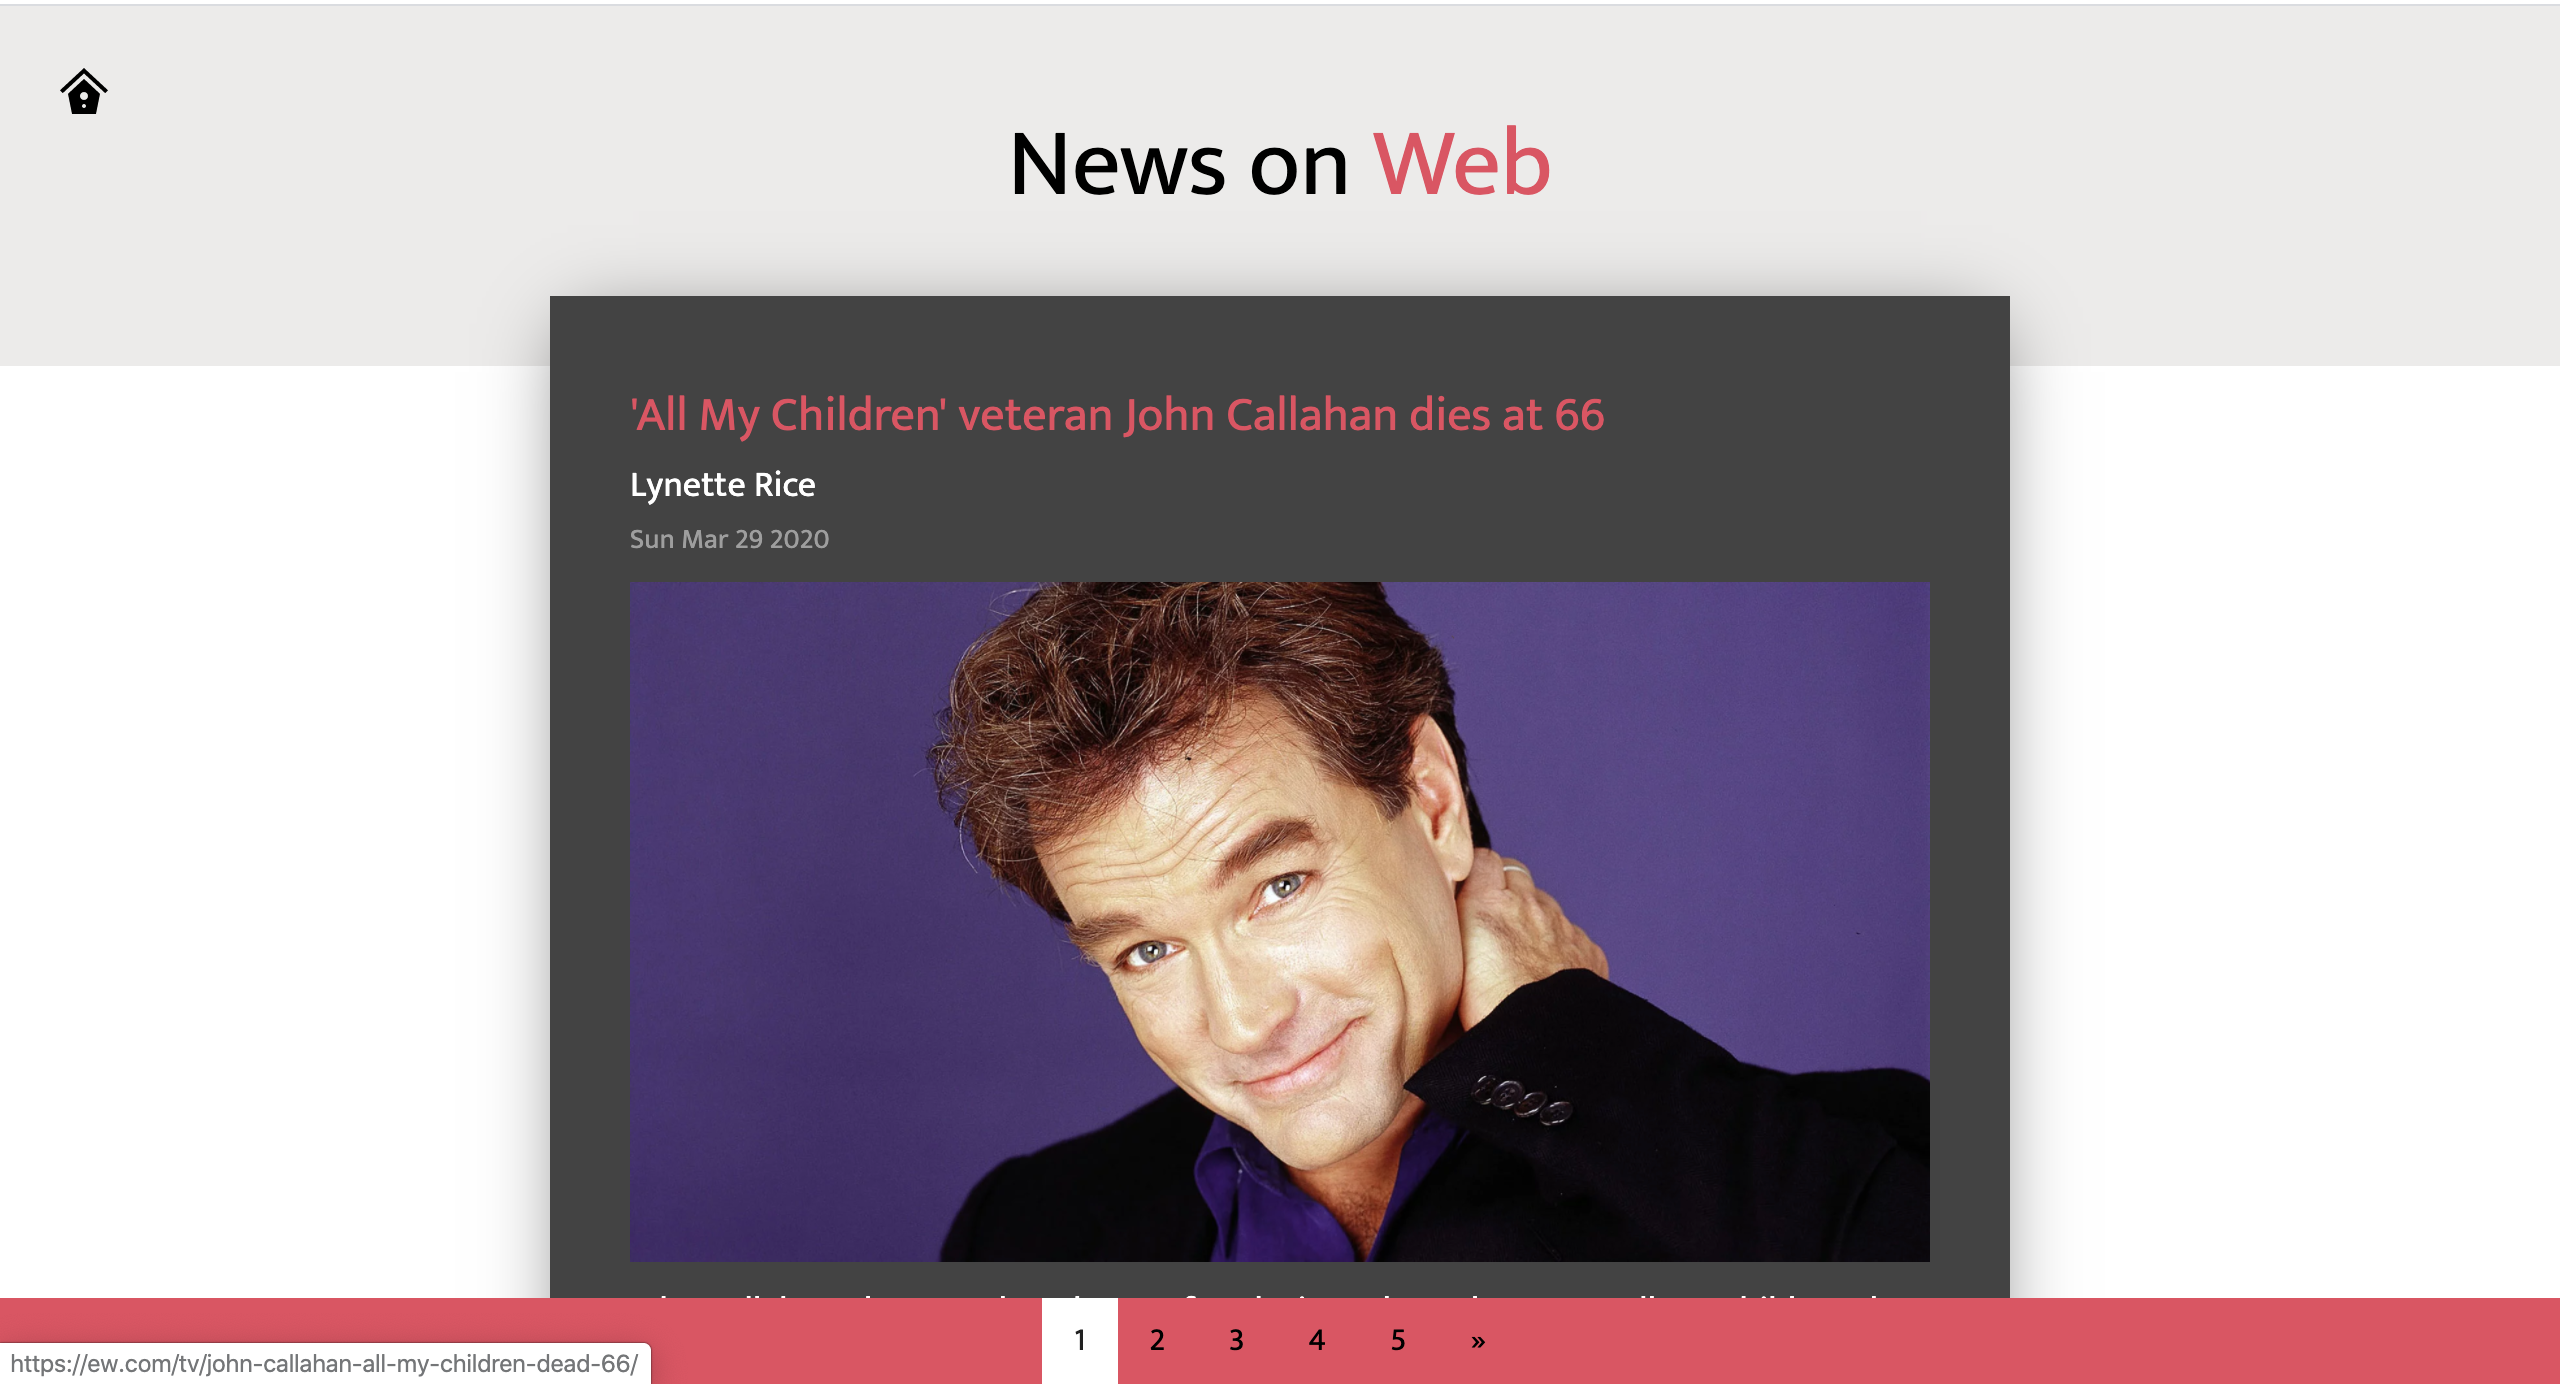 News on Web
'All My Children' veteran John Callahan dies at 66
Lynette Rice
Sun Mar 29 2020
1 2 3 4 5 »
https://ew.com/tv/john-callahan-all-my-children-dead-66/